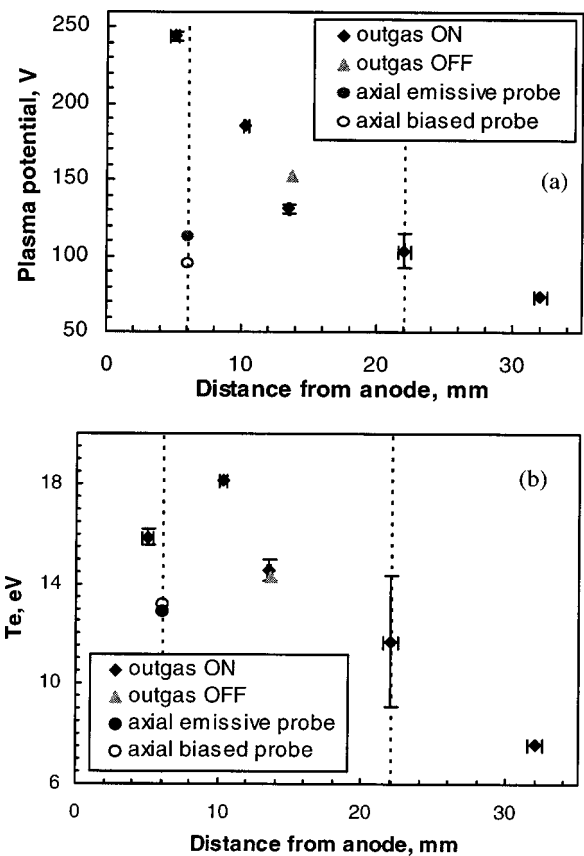 250
200
150
100
50
Plasma potential, V
outgas ON
outgas OFF
axial emissive probe
axial biased probe
(a)
0 10 20 30
Distance from anode, mm
18
14
10
6
Te, eV
(b)
outgas ON
outgas OFF
axial emissive probe
axial biased probe
0 10 20 30
Distance from anode, mm